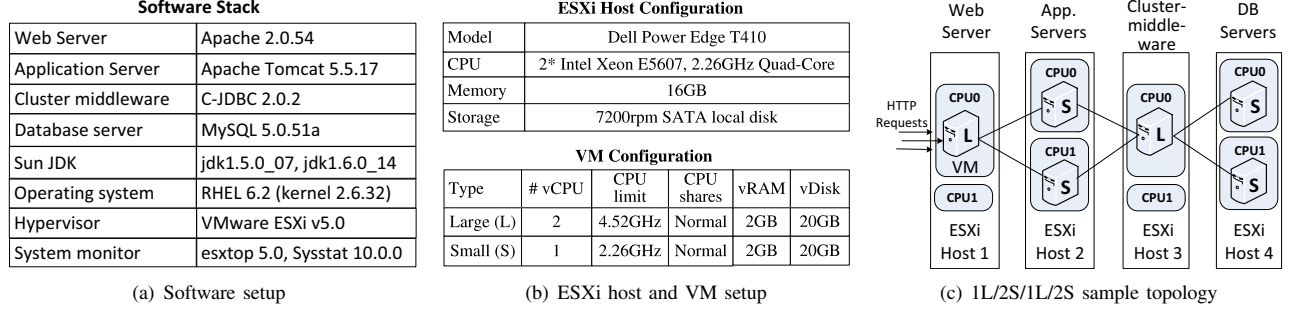 Software Stack
Web Server Apache 2.0.54
Application Server Apache Tomcat 5.5.17
Cluster middleware C-JDBC 2.0.2
Database server MySQL 5.0.51a
Sun JDK jdk1.5.0_07, jdk1.6.0_14
Operating system RHEL 6.2 (kernel 2.6.32)
Hypervisor VMware ESXi v5.0
System monitor esxtop 5.0, Sysstat 10.0.0
(a) Software setup
ESXi Host Configuration
Model Dell Power Edge T410
CPU 2* Intel Xeon E5607, 2.26GHz Quad-Core
Memory 16GB
Storage 7200rpm SATA local disk
VM Configuration
Type # vCPU CPU limit CPU shares vRAM vDisk
Large (L) 2 4.52GHz Normal 2GB 20GB
Small (S) 1 2.26GHz Normal 2GB 20GB
(b) ESXi host and VM setup
Web
Server
App.
Servers
Cluster-
middle-
ware
DB
Servers
HTTP
Requests
CPU0
L
VM
CPU1
ESXi
Host 1
CPU0
S
CPU1
S
ESXi
Host 2
CPU0
L
CPU1
ESXi
Host 3
CPU0
S
CPU1
S
ESXi
Host 4
(c) 1L/2S/1L/2S sample topology